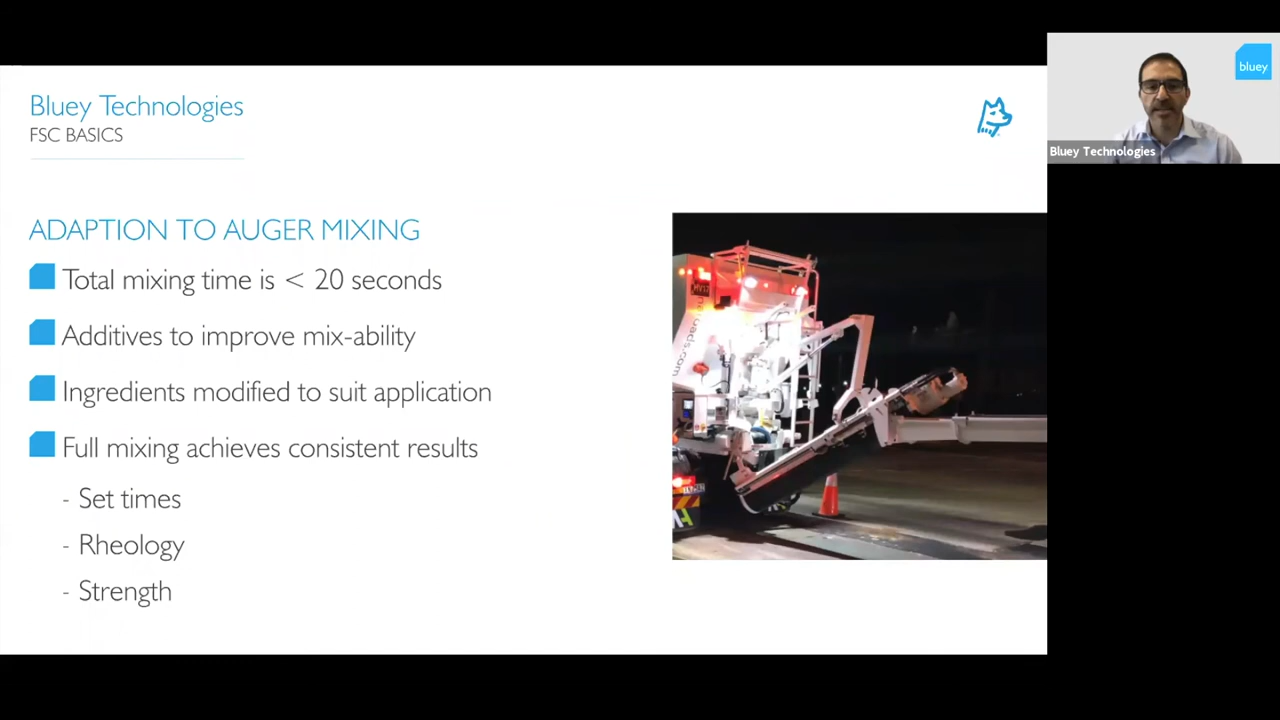 Bluey Technologies
FSC BASICS
bluey
Bluey Technologies
ADAPTION TO AUGER MIXING
Total mixing time is < 20 seconds
Additives to improve mix-ability
Ingredients modified to suit application
Full mixing achieves consistent results
- Set times
- Rheology
- Strength